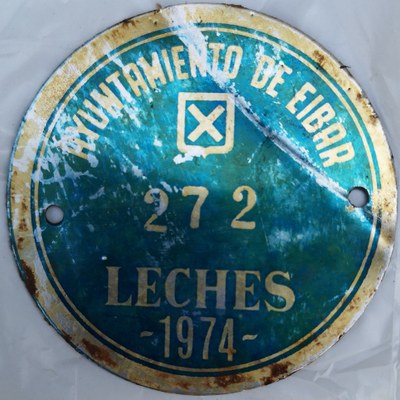 AYUNTAMIENTO DE EIBAR
272
LECHES
-1974-